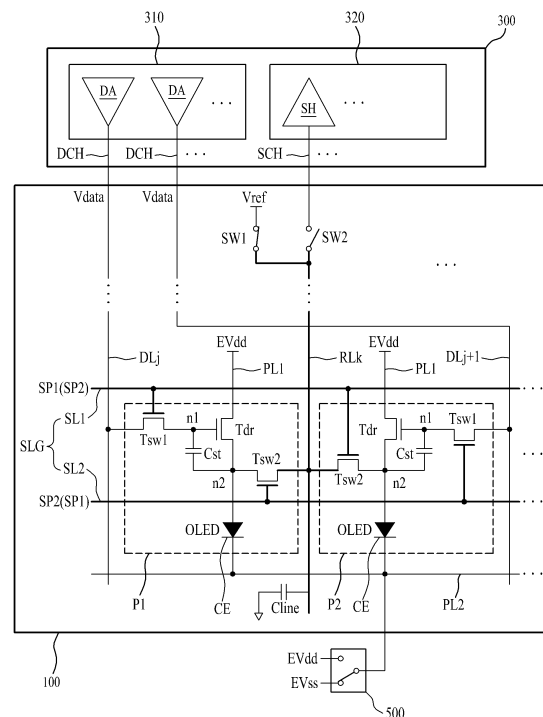 310
320
300
DA
DA
. . .
SH
. . .
DCH
DCH
. . .
SCH
. . .
Vdata
Vdata
Vref
SW1
SW2
. . .
EVdd
EVdd
DLj
PL1
RLk
PL1
DLj+1
SP1(SP2)
SL1
n1
n1
Tsw1
Tsw1
Tdr
Tdr
SLG
Cst
Cst
Tsw2
Tsw2
SL2
n2
n2
SP2(SP1)
OLED
OLED
P1
CE
Cline
P2
CE
PL2
100
EVdd
EVss
500